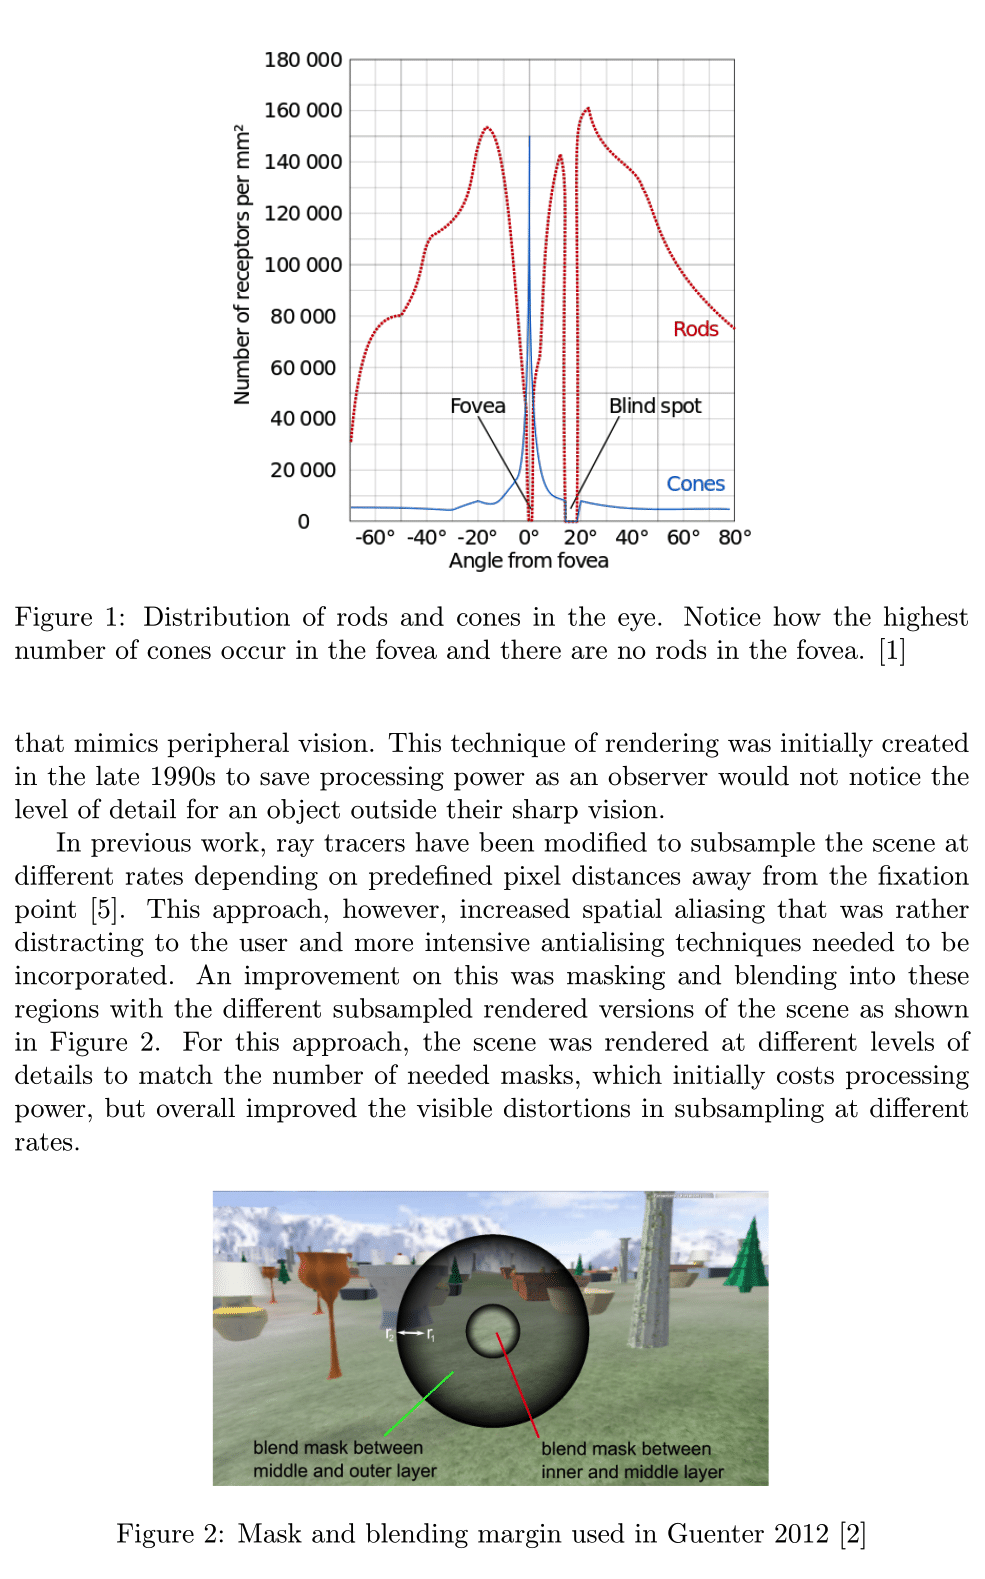 180 000
160 000
140 000
120 000
100 000
80 000
60 000
40 000
20 000
0
Number of receptors per mm²
Rods
Fovea
Blind spot
Cones
-60° -40° -20° 0° 20° 40° 60° 80°
Angle from fovea
Figure 1: Distribution of rods and cones in the eye. Notice how the highest
number of cones occur in the fovea and there are no rods in the fovea. [1]
that mimics peripheral vision. This technique of rendering was initially created
in the late 1990s to save processing power as an observer would not notice the
level of detail for an object outside their sharp vision.
In previous work, ray tracers have been modified to subsample the scene at
different rates depending on predefined pixel distances away from the fixation
point [5]. This approach, however, increased spatial aliasing that was rather
distracting to the user and more intensive antialising techniques needed to be
incorporated. An improvement on this was masking and blending into these
regions with the different subsampled rendered versions of the scene as shown
in Figure 2. For this approach, the scene was rendered at different levels of
details to match the number of needed masks, which initially costs processing
power, but overall improved the visible distortions in subsampling at different
rates.
r₂ r₁
blend mask between
middle and outer layer
blend mask between
inner and middle layer
Figure 2: Mask and blending margin used in Guenter 2012 [2]